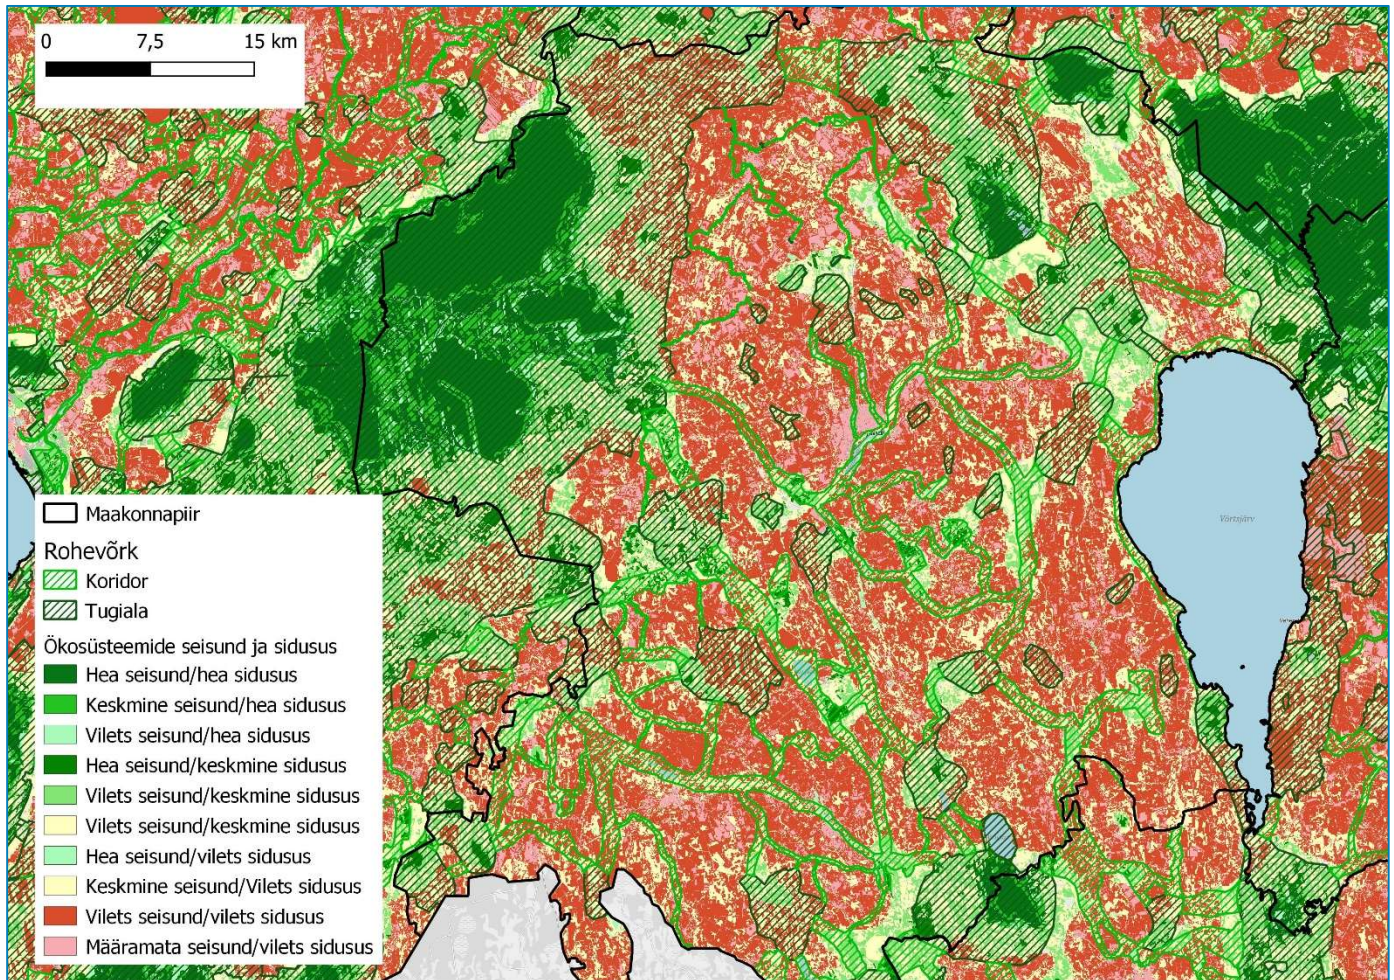 0 7,5 15 km
Maakonnapiir
Rohevõrk
Koridor
Tugiala
Ökosüsteemide seisund ja sidusus
Hea seisund/hea sidusus
Keskmine seisund/hea sidusus
Vilets seisund/hea sidusus
Hea seisund/keskmine sidusus
Vilets seisund/keskmine sidusus
Vilets seisund/keskmine sidusus
Hea seisund/vilets sidusus
Keskmine seisund/Vilets sidusus
Vilets seisund/vilets sidusus
Määramata seisund/vilets sidusus
Võrtsjärv